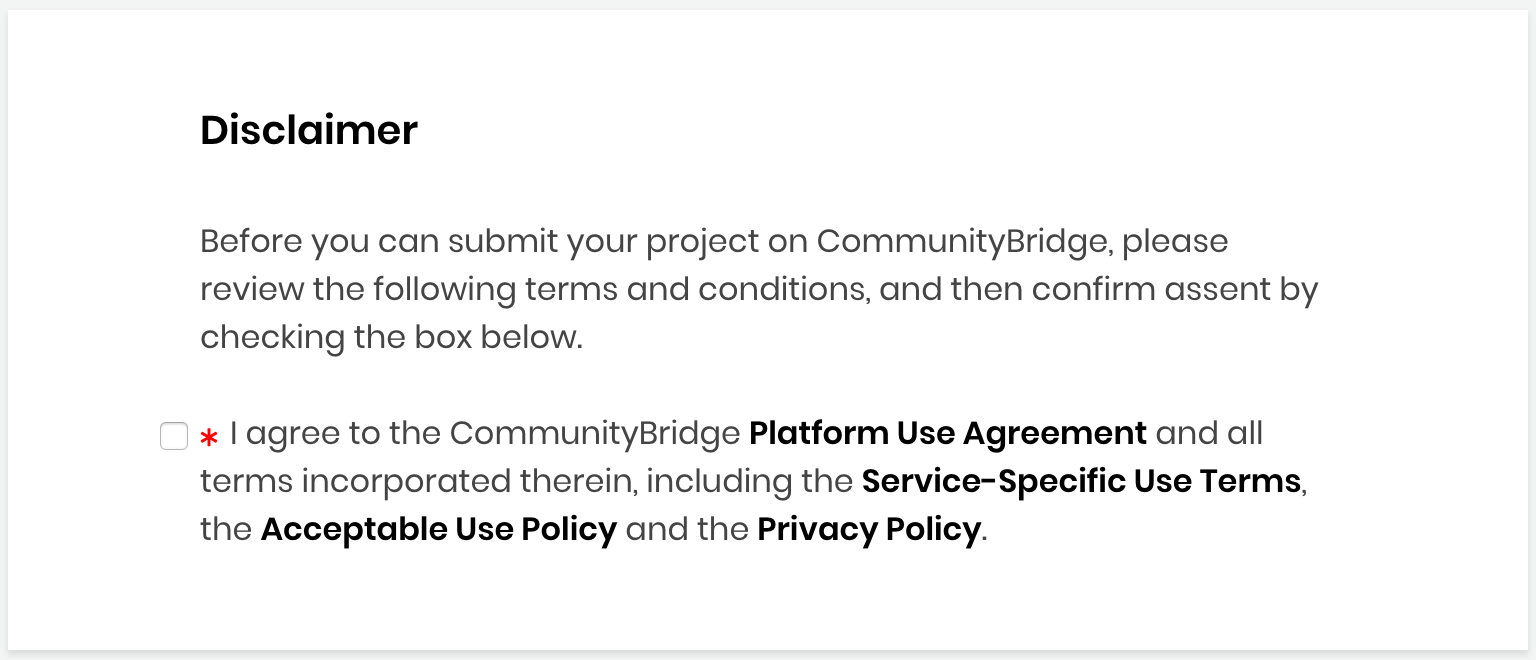 Disclaimer
Before you can submit your project on CommunityBridge, please
review the following terms and conditions, and then confirm assent by
checking the box below.
* I agree to the CommunityBridge Platform Use Agreement and all
terms incorporated therein, including the Service-Specific Use Terms,
the Acceptable Use Policy and the Privacy Policy.